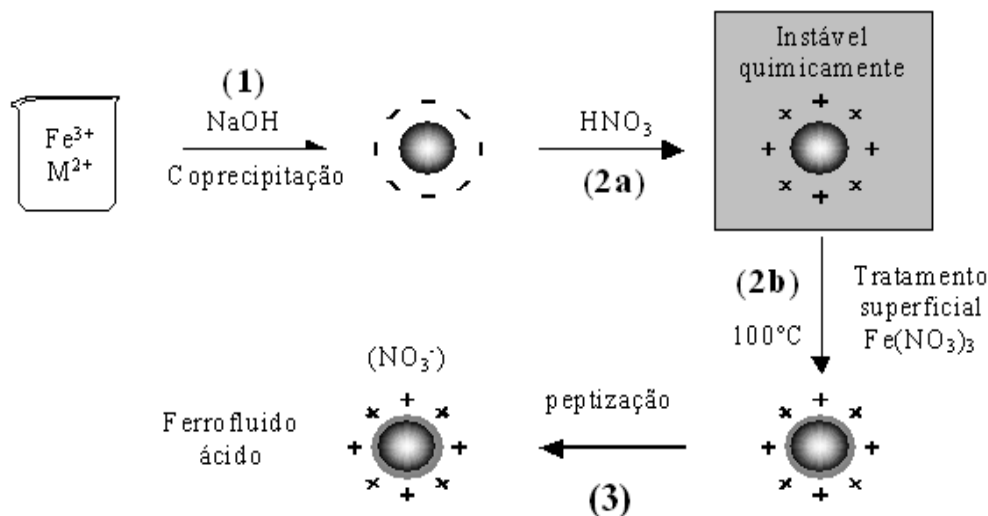 Fe³⁺
M²⁺
(1)
NaOH
Coprecipitação
HNO₃
(2a)
Instável
quimicamente
(2b)
100°C
Tratamento
superficial
Fe(NO₃)₃
peptização
(3)
(NO₃⁻)
Ferrofluido
ácido